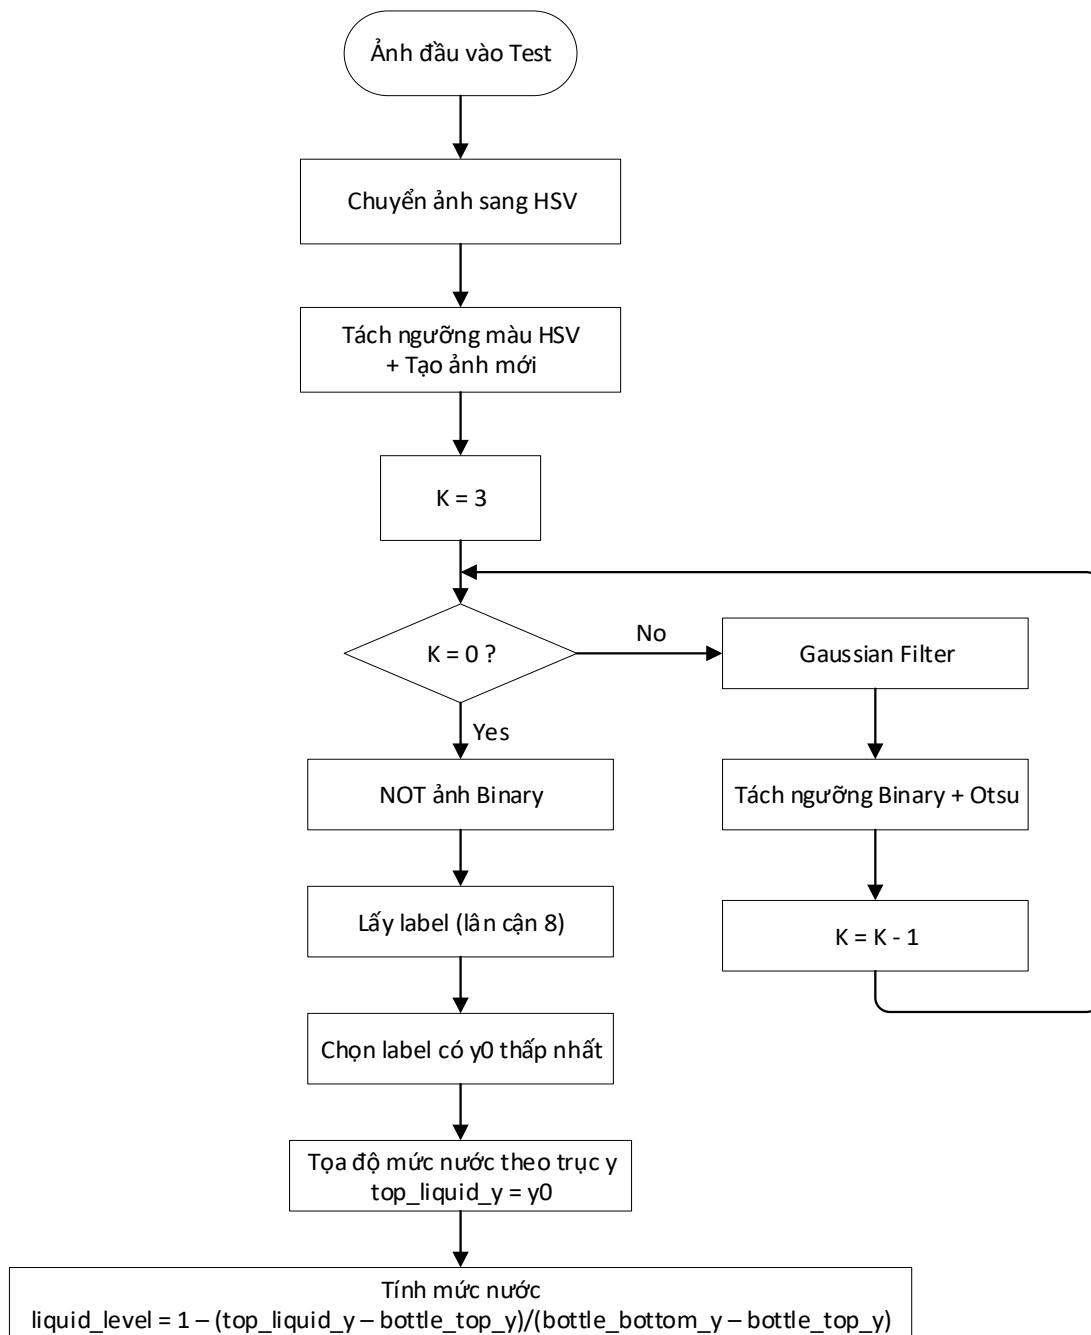 Ảnh đầu vào Test
Chuyển ảnh sang HSV
Tách ngưỡng màu HSV
+ Tạo ảnh mới
K = 3
K = 0 ?
No
Gaussian Filter
Yes
NOT ảnh Binary
Tách ngưỡng Binary + Otsu
Lấy label (lân cận 8)
K = K - 1
Chọn label có y0 thấp nhất
Tọa độ mức nước theo trục y
top_liquid_y = y0
Tính mức nước
liquid_level = 1 – (top_liquid_y – bottle_top_y)/(bottle_bottom_y – bottle_top_y)